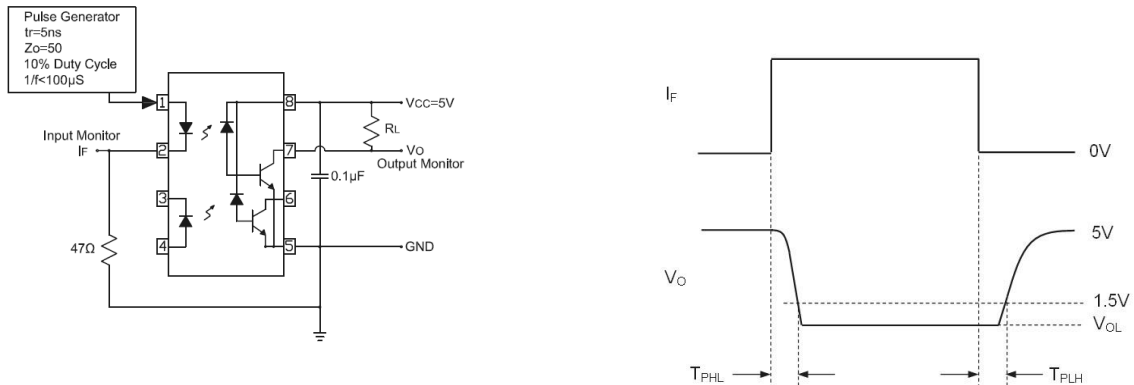 Pulse Generator
tr=5ns
Zo=50
10% Duty Cycle
1/f<100μS
1
8
VCC=5V
RL
Input Monitor
IF
2
7
VO
Output Monitor
0.1μF
3
6
47Ω
4
5
GND
IF
0V
5V
VO
1.5V
VOL
TPHL
TPLH